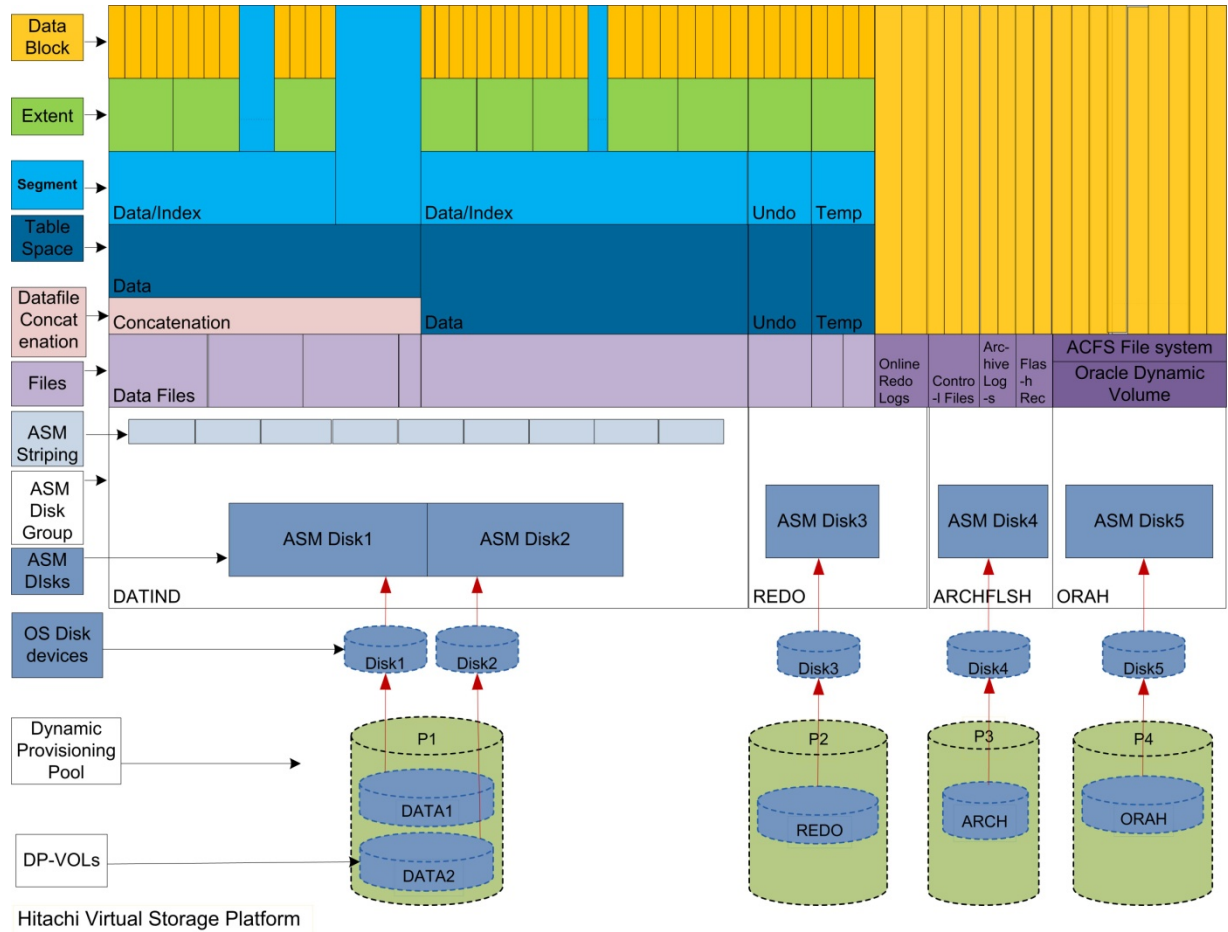 Data
Block
Extent
Segment
Data/Index
Data/Index
Undo
Temp
Table
Space
Data
Data
Undo
Temp
Datafile
Concat
enation
Concatenation
Files
Data Files
Online
Redo
Logs
Contro
-l Files
Arc-
hive
Log
-s
Flas
-h
Rec
ACFS File system
Oracle Dynamic
Volume
ASM
Striping
ASM
Disk
Group
ASM
DIsks
ASM Disk1
ASM Disk2
ASM Disk3
ASM Disk4
ASM Disk5
DATIND
REDO
ARCHFLSH
ORAH
OS Disk
devices
Disk1
Disk2
Disk3
Disk4
Disk5
Dynamic
Provisioning
Pool
P1
P2
P3
P4
DATA1
REDO
ARCH
ORAH
DP-VOLs
DATA2
Hitachi Virtual Storage Platform